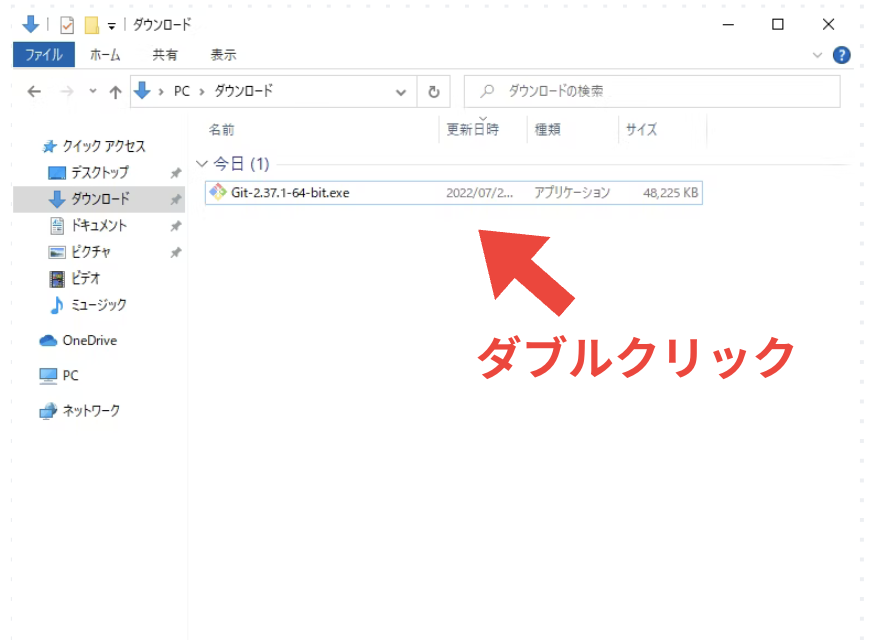 ダウンロード
ファイル ホーム 共有 表示
PC ダウンロード ダウンロードの検索
名前 更新日時 種類 サイズ
クイック アクセス
今日 (1)
デスクトップ
Git-2.37.1-64-bit.exe 2022/07/2... アプリケーション 48,225 KB
ダウンロード
ドキュメント
ピクチャ
ビデオ
ミュージック
OneDrive
PC
ネットワーク
ダブルクリック